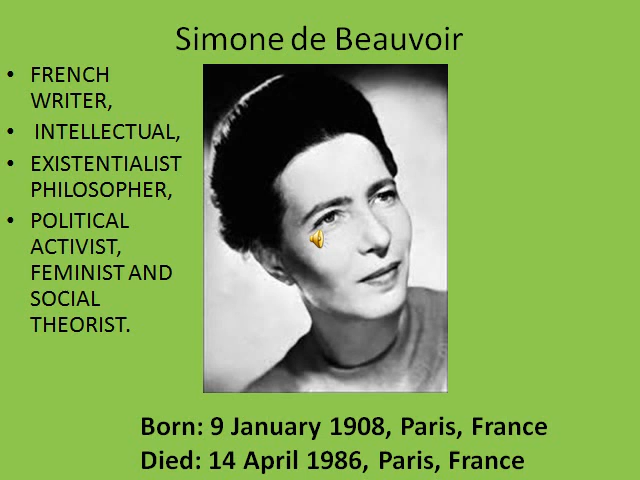 Simone de Beauvoir
• FRENCH
WRITER,
• INTELLECTUAL,
• EXISTENTIALIST
PHILOSOPHER,
• POLITICAL
ACTIVIST,
FEMINIST AND
SOCIAL
THEORIST.
Born: 9 January 1908, Paris, France
Died: 14 April 1986, Paris, France